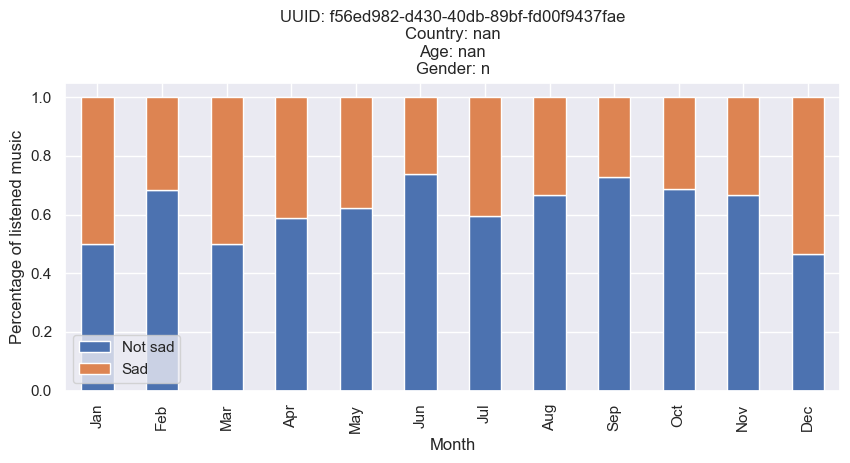 UUID: f56ed982-d430-40db-89bf-fd00f9437fae
Country: nan
Age: nan
Gender: n
1.0
0.8
0.6
0.4
0.2
0.0
Percentage of listened music
Not sad
Sad
Jan
Feb
Mar
Apr
May
Jun
Jul
Aug
Sep
Oct
Nov
Dec
Month